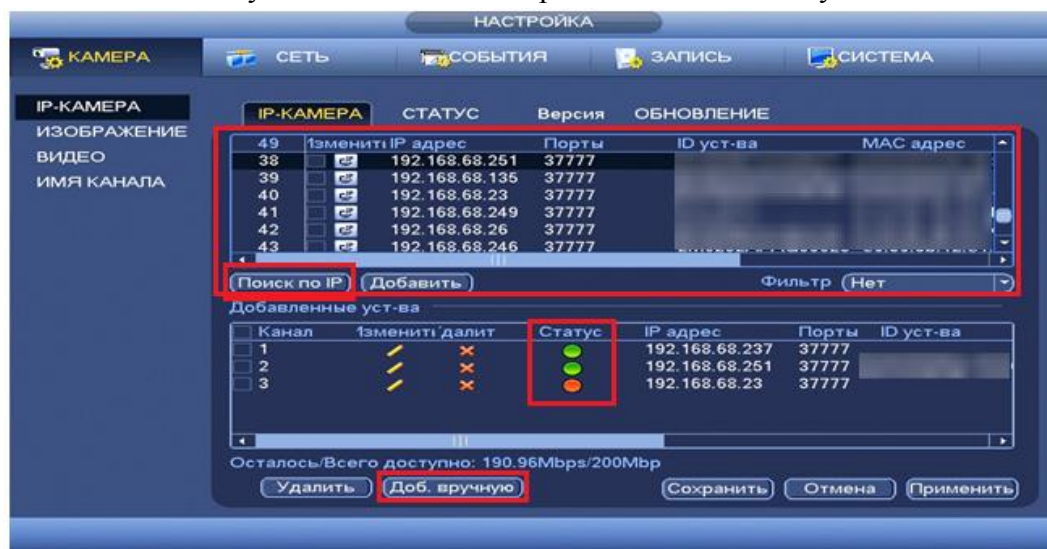 НАСТРОЙКА
КАМЕРА СЕТЬ СОБЫТИЯ ЗАПИСЬ СИСТЕМА
IP-КАМЕРА
ИЗОБРАЖЕНИЕ
ВИДЕО
ИМЯ КАНАЛА
IP-КАМЕРА СТАТУС Версия ОБНОВЛЕНИЕ
49 Изменити IP адрес Порты ID уст-ва MAC адрес
38 192.168.68.251 37777
39 192.168.68.135 37777
40 192.168.68.23 37777
41 192.168.68.249 37777
42 192.168.68.26 37777
43 192.168.68.246 37777
Поиск по IP Добавить Фильтр Нет
Добавленные уст-ва
Канал Изменити далит Статус IP адрес Порты ID уст-ва
1 192.168.68.237 37777
2 192.168.68.251 37777
3 192.168.68.23 37777
Осталось/Всего доступно: 190.96Mbps/200Mbp
Удалить Доб. вручную Сохранить Отмена Применить